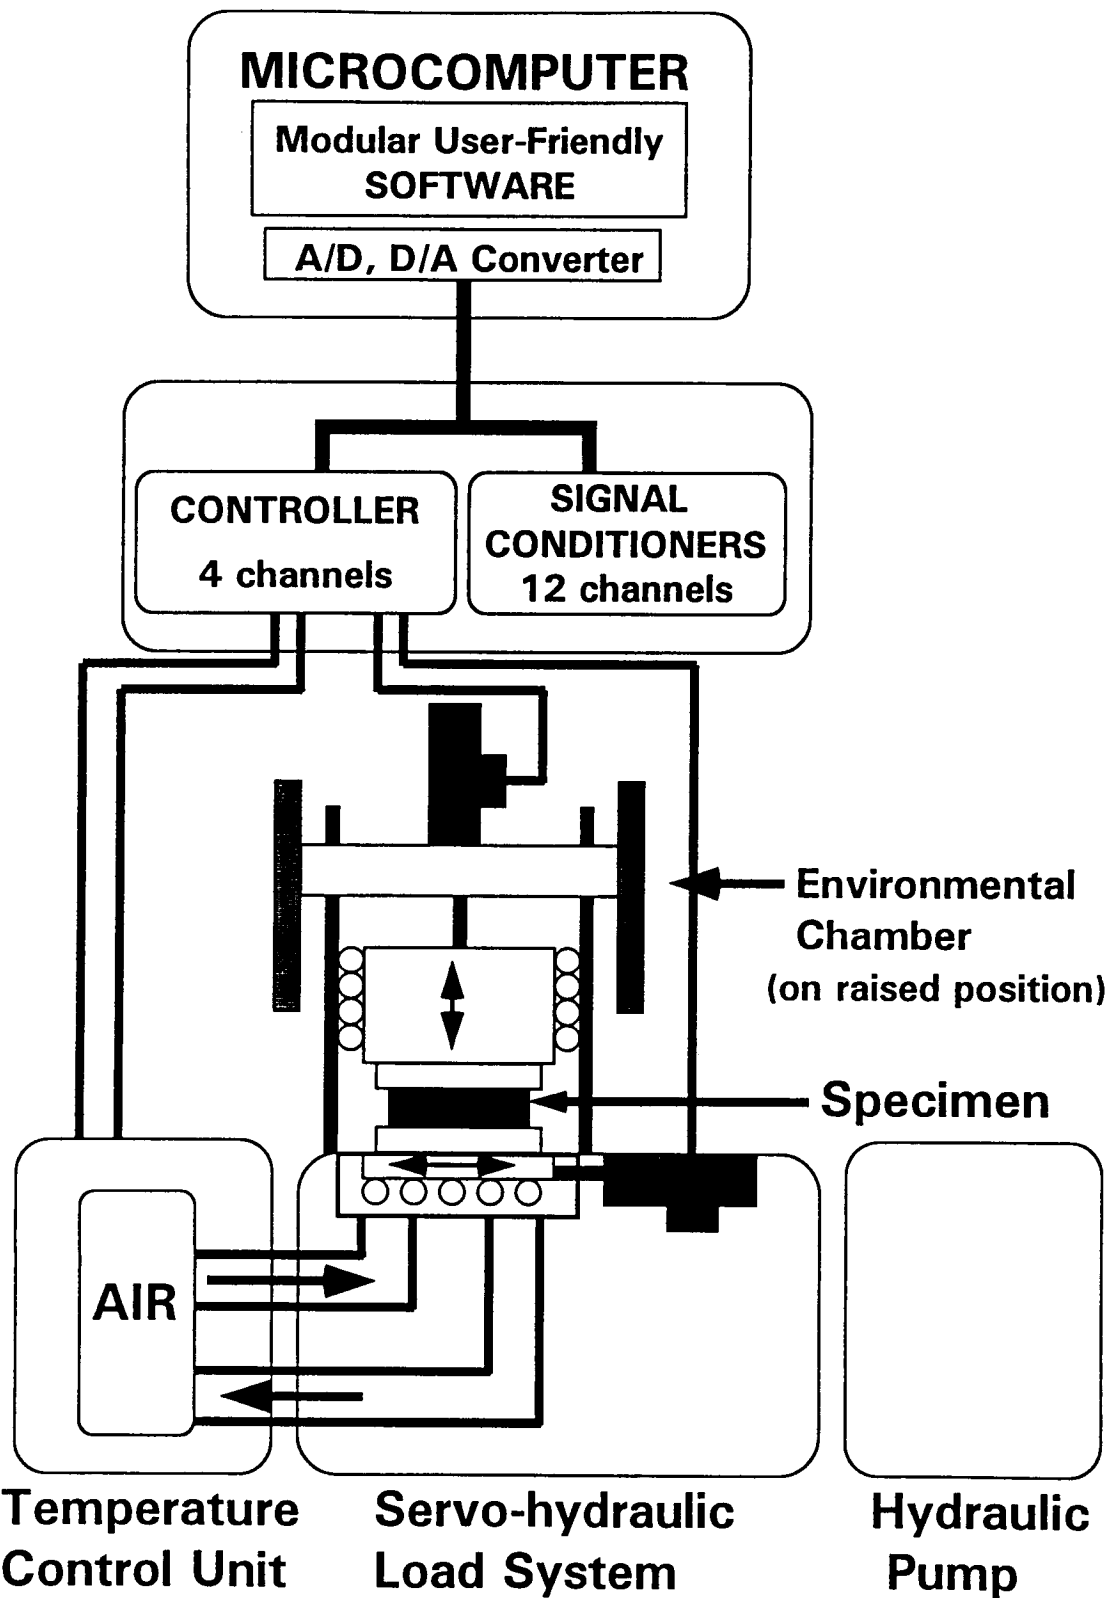 MICROCOMPUTER
Modular User-Friendly
SOFTWARE
A/D, D/A Converter
CONTROLLER
4 channels
SIGNAL
CONDITIONERS
12 channels
Environmental
Chamber
(on raised position)
Specimen
AIR
Temperature
Control Unit
Servo-hydraulic
Load System
Hydraulic
Pump